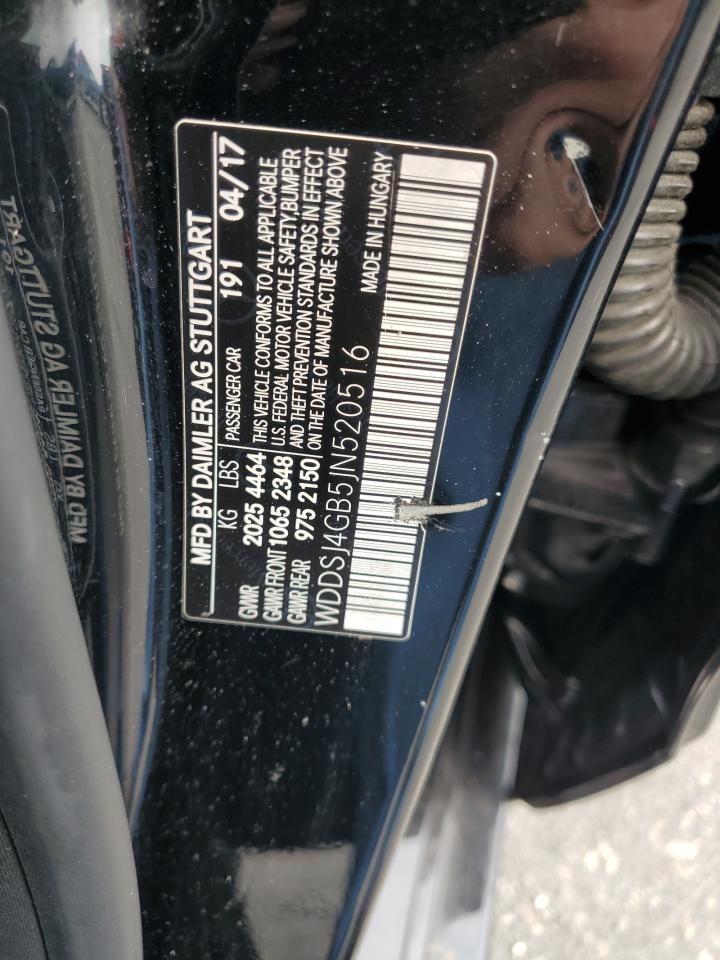 MFD BY DAIMLER AG STUTTGART
KG LBS PASSENGER CAR 191 04/17
GWR 2025 4464 THIS VEHICLE CONFORMS TO ALL APPLICABLE
GAWR FRONT 1065 2348 U.S. FEDERAL MOTOR VEHICLE SAFETY, BUMPER
GAWR REAR 975 2150 AND THEFT PREVENTION STANDARDS IN EFFECT
ON THE DATE OF MANUFACTURE SHOWN ABOVE
WDDSJ4GB5JN520516 MADE IN HUNGARY